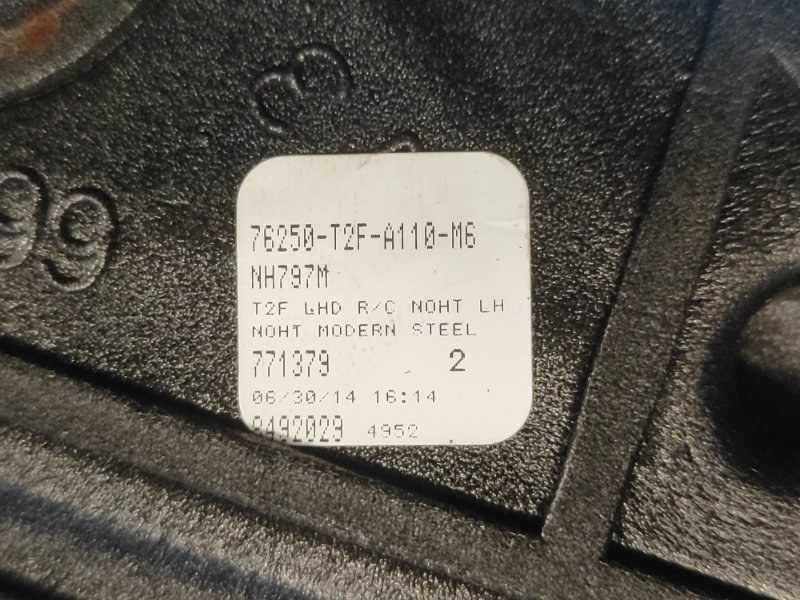 76250-T2F-A110-M6
NH797M
T2F LHD R/C NOHT LH
NOHT MODERN STEEL
771379 2
06/30/14 16:14
8492029 4952
99